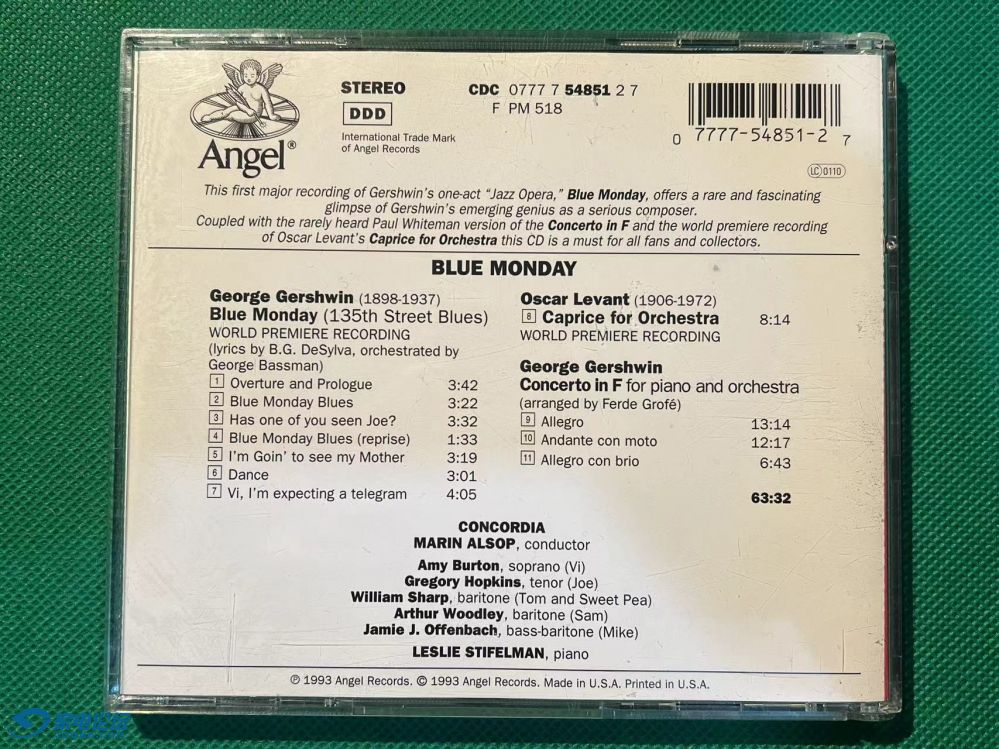 Angel®
STEREO
DDD
International Trade Mark
of Angel Records
CDC 0777 7 54851 2 7
F PM 518
0 7777-54851-2 7
LC 0110
This first major recording of Gershwin's one-act "Jazz Opera," Blue Monday, offers a rare and fascinating
glimpse of Gershwin's emerging genius as a serious composer.
Coupled with the rarely heard Paul Whiteman version of the Concerto in F and the world premiere recording
of Oscar Levant's Caprice for Orchestra this CD is a must for all fans and collectors.
BLUE MONDAY
George Gershwin (1898-1937)
Blue Monday (135th Street Blues)
WORLD PREMIERE RECORDING
(lyrics by B.G. DeSylva, orchestrated by
George Bassman)
1 Overture and Prologue 3:42
2 Blue Monday Blues 3:22
3 Has one of you seen Joe? 3:32
4 Blue Monday Blues (reprise) 1:33
5 I'm Goin' to see my Mother 3:19
6 Dance 3:01
7 Vi, I'm expecting a telegram 4:05
Oscar Levant (1906-1972)
8 Caprice for Orchestra 8:14
WORLD PREMIERE RECORDING
George Gershwin
Concerto in F for piano and orchestra
(arranged by Ferde Grofé)
9 Allegro 13:14
10 Andante con moto 12:17
11 Allegro con brio 6:43
63:32
CONCORDIA
MARIN ALSOP, conductor
Amy Burton, soprano (Vi)
Gregory Hopkins, tenor (Joe)
William Sharp, baritone (Tom and Sweet Pea)
Arthur Woodley, baritone (Sam)
Jamie J. Offenbach, bass-baritone (Mike)
LESLIE STIFELMAN, piano
℗ 1993 Angel Records. © 1993 Angel Records. Made in U.S.A. Printed in U.S.A.